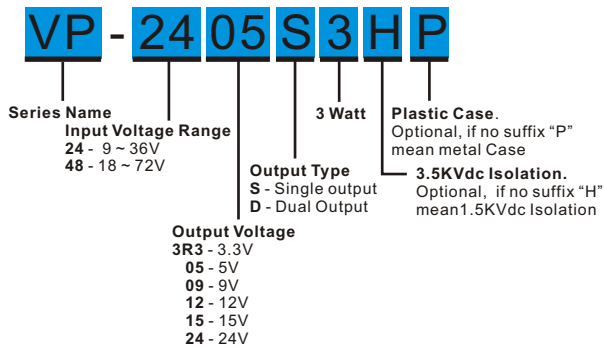 VP - 24 05 S 3 H P
Series Name
Input Voltage Range
24 - 9 ~ 36V
48 - 18 ~ 72V
Output Voltage
3R3 - 3.3V
05 - 5V
09 - 9V
12 - 12V
15 - 15V
24 - 24V
Output Type
S - Single output
D - Dual Output
3 Watt
3.5KVdc Isolation.
Optional, if no suffix “H”
mean1.5KVdc Isolation
Plastic Case.
Optional, if no suffix “P”
mean metal Case